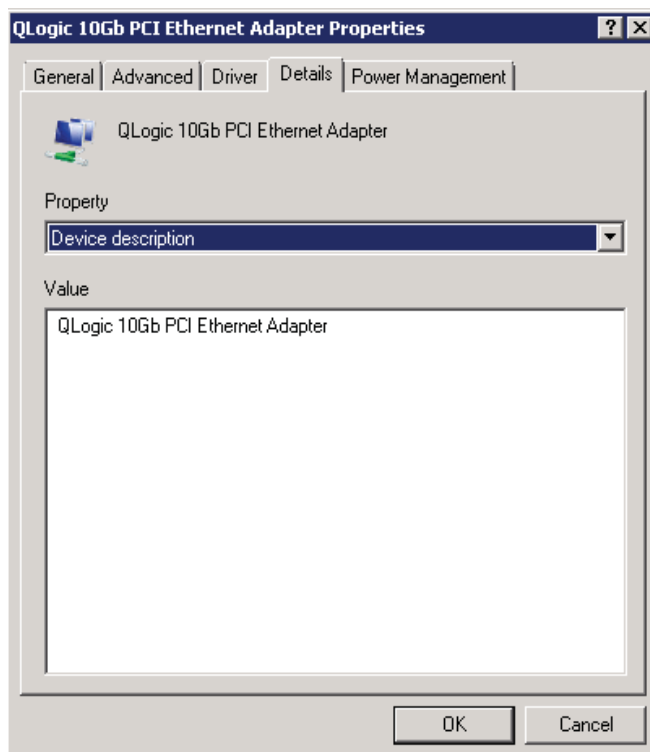 QLogic 10Gb PCI Ethernet Adapter Properties
General Advanced Driver Details Power Management
QLogic 10Gb PCI Ethernet Adapter
Property
Device description
Value
QLogic 10Gb PCI Ethernet Adapter
OK Cancel